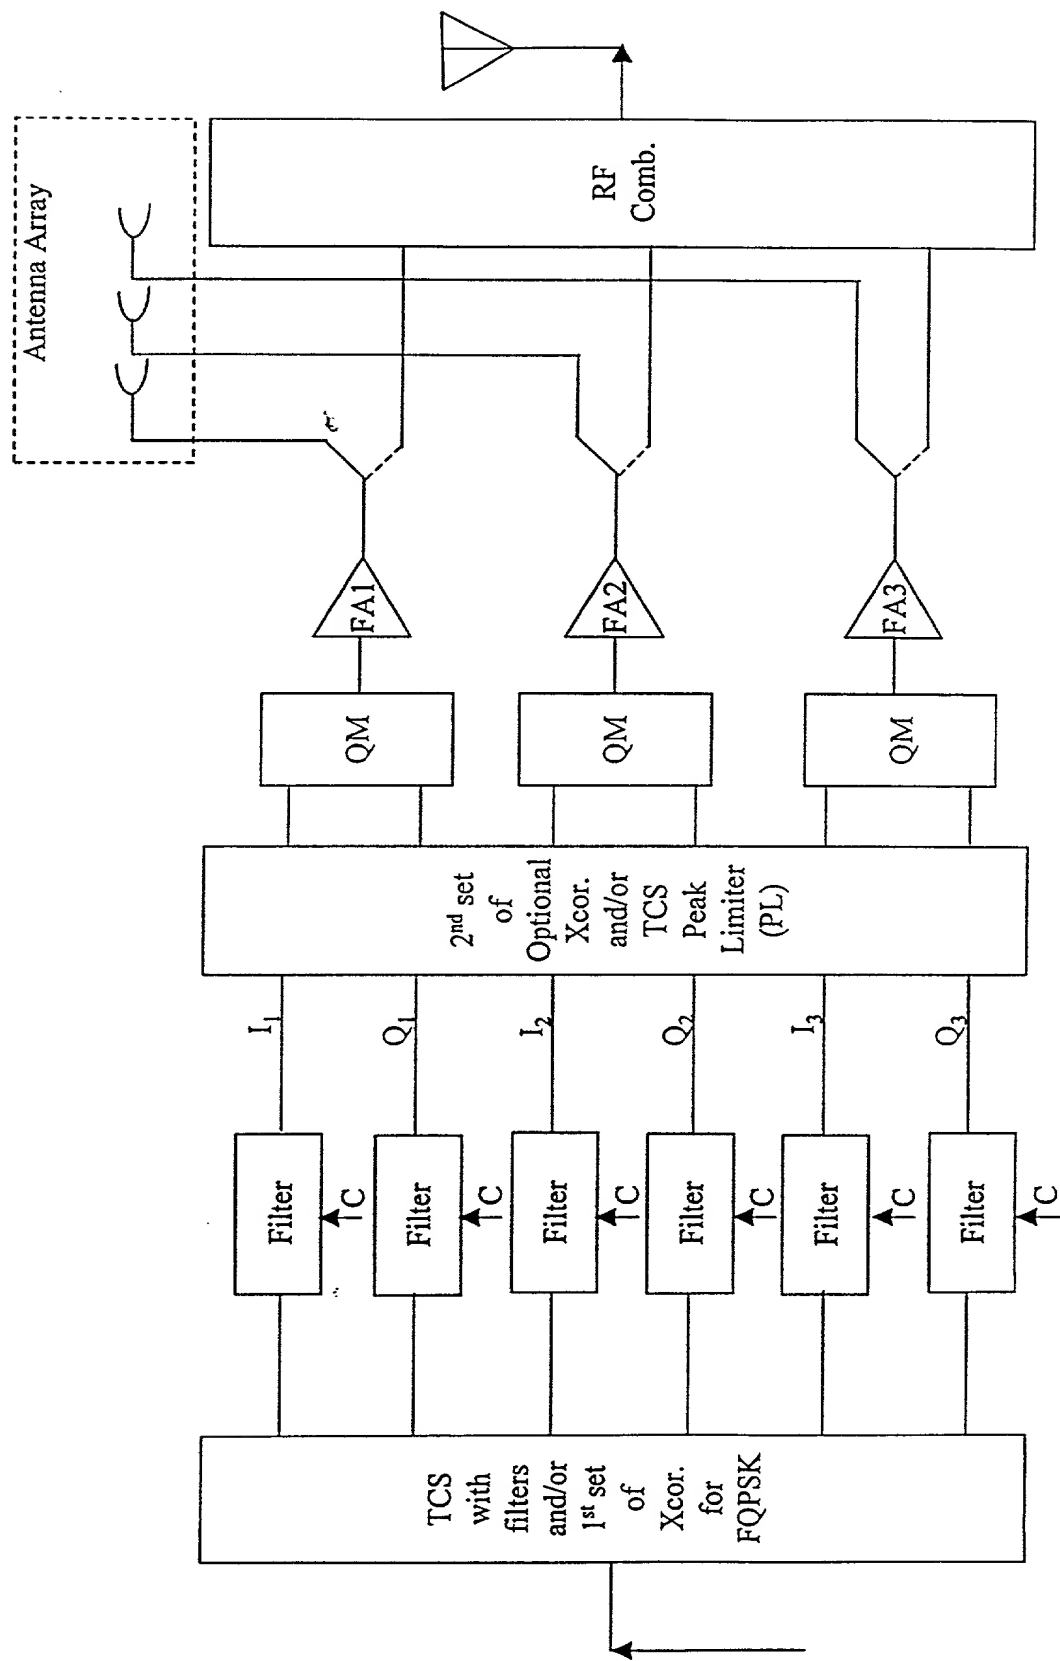 Antenna Array
TCS
with
filters
and/or
1st set
of
Xcor.
for
FQPSK
Filter
C
Filter
C
Filter
C
Filter
C
Filter
C
Filter
C
I1
Q1
I2
Q2
I3
Q3
2nd set
of
Optional
Xcor.
and/or
TCS
Peak
Limiter
(PL)
QM
QM
QM
FA1
FA2
FA3
RF
Comb.